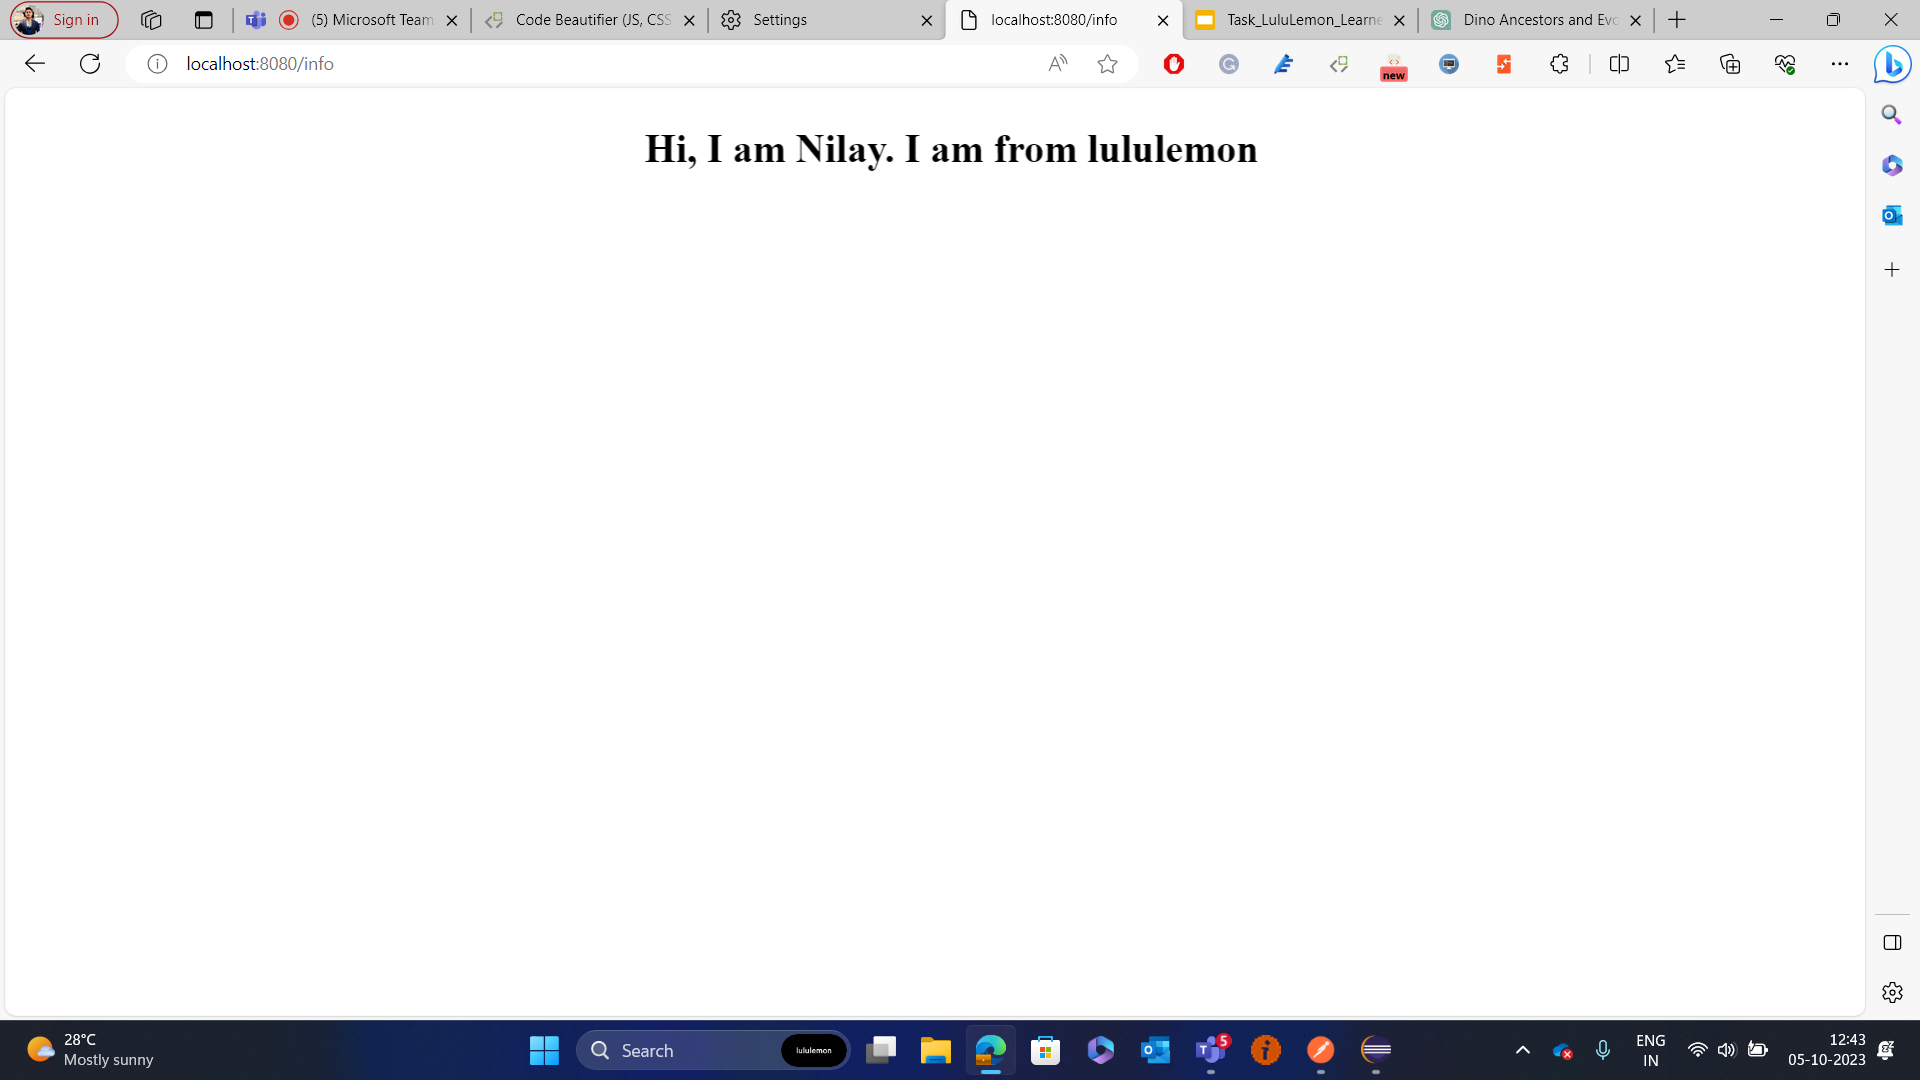 Sign in
(5) Microsoft Team
Code Beautifier (JS, CSS
Settings
localhost:8080/info
Task_LuluLemon_Learne
Dino Ancestors and Evo
localhost:8080/info
new
Hi, I am Nilay. I am from lululemon
28°C
Mostly sunny
Search
lululemon
5
ENG
IN
12:43
05-10-2023